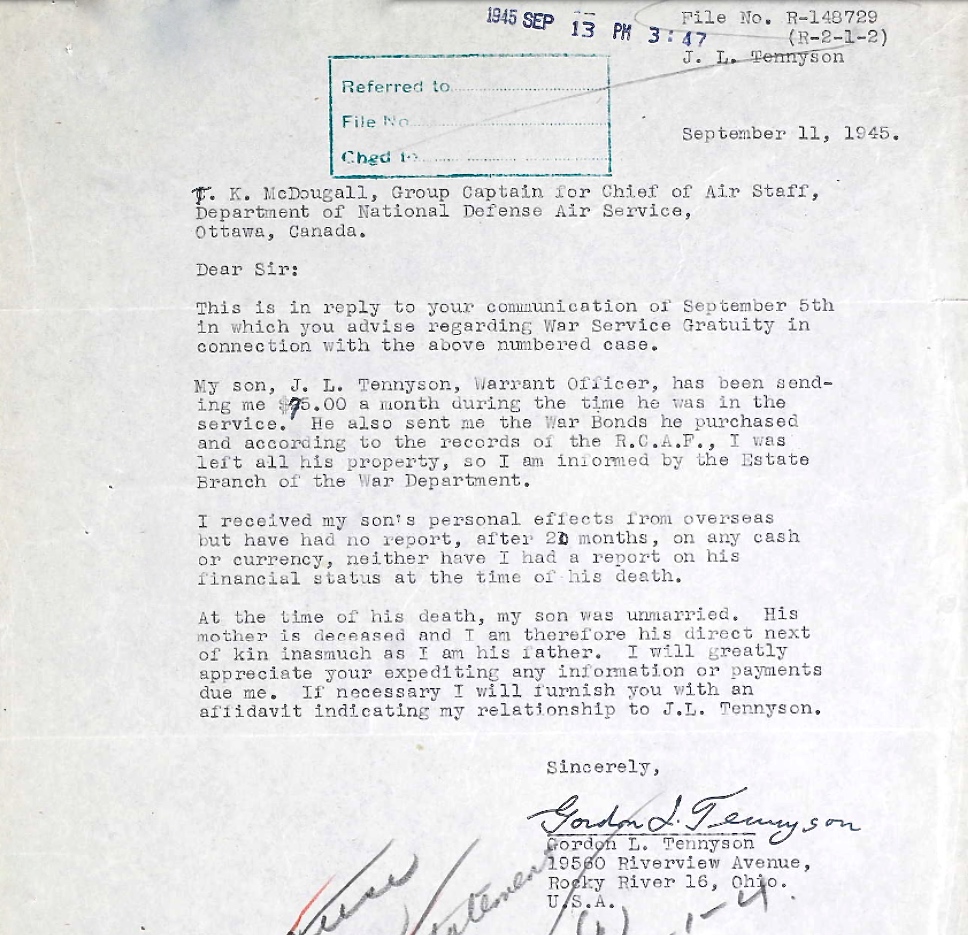 1945 SEP 13 PM 3:47
File No. R-148729
(R-2-1-2)
J. L. Tennyson
Referred to
File No
Chgd to
September 11, 1945.
T. K. McDougall, Group Captain for Chief of Air Staff,
Department of National Defense Air Service,
Ottawa, Canada.
Dear Sir:
This is in reply to your communication of September 5th
in which you advise regarding War Service Gratuity in
connection with the above numbered case.
My son, J. L. Tennyson, Warrant Officer, has been send-
ing me $75.00 a month during the time he was in the
service. He also sent me the War Bonds he purchased
and according to the records of the R.C.A.F., I was
left all his property, so I am informed by the Estate
Branch of the War Department.
I received my son's personal effects from overseas
but have had no report, after months, on any cash
or currency, neither have I had a report on his
financial status at the time of his death.
At the time of his death, my son was unmarried. His
mother is deceased and I am therefore his direct next
of kin inasmuch as I am his father. I will greatly
appreciate your expediting any information or payments
due me. If necessary I will furnish you with an
affidavit indicating my relationship to J.L. Tennyson.
Sincerely,
Gordon L. Tennyson
Gordon L. Tennyson
19560 Riverview Avenue,
Rocky River 16, Ohio.
U.S.A.